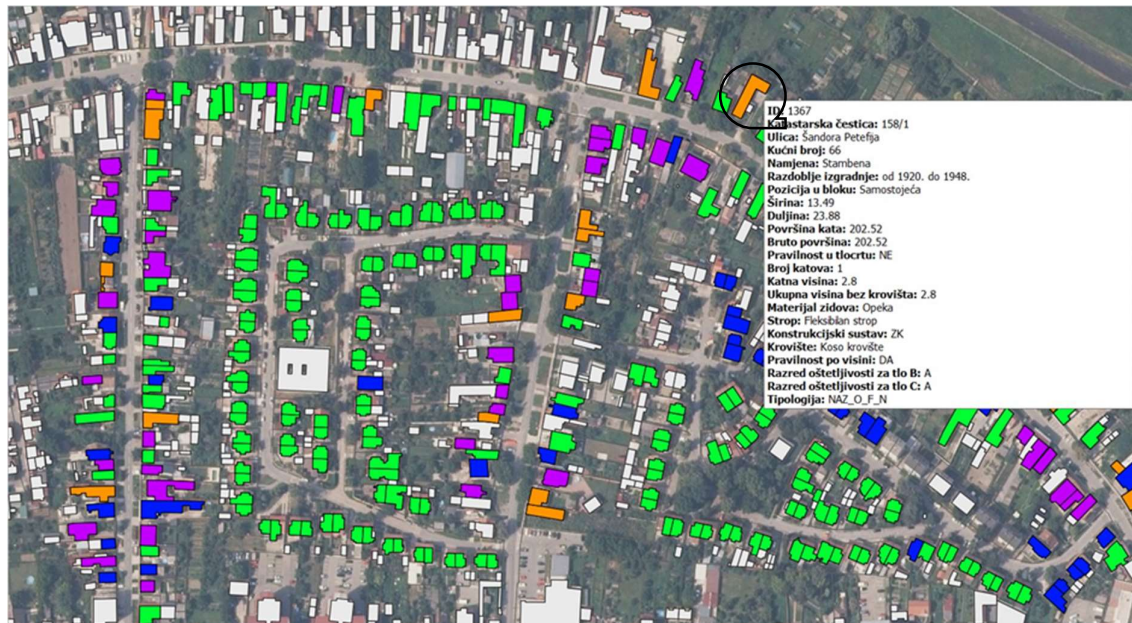 ID: 1367
Katastarska čestica: 158/1
Ulica: Šandora Petefija
Kućni broj: 66
Namjena: Stambena
Razdoblje izgradnje: od 1920. do 1948.
Pozicija u bloku: Samostojeća
Širina: 13.49
Duljina: 23.88
Površina kata: 202.52
Bruto površina: 202.52
Pravilnost u tlocrtu: NE
Broj katova: 1
Katna visina: 2.8
Ukupna visina bez krovišta: 2.8
Materijal zidova: Opeka
Strop: Fleksibilan strop
Konstrukcijski sustav: ZK
Krovište: Koso krovište
Pravilnost po visini: DA
Razred oštetljivosti za tlo B: A
Razred oštetljivosti za tlo C: A
Tipologija: NAZ_O_F_N